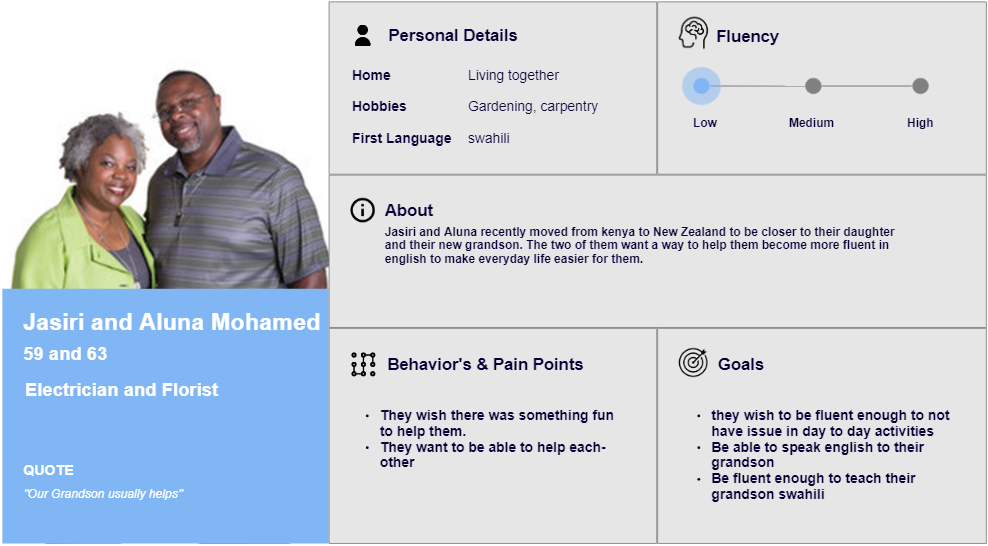 Jasiri and Aluna Mohamed
59 and 63
Electrician and Florist
QUOTE
"Our Grandson usually helps"
Personal Details
Home Living together
Hobbies Gardening, carpentry
First Language swahili
Fluency
Low Medium High
About
Jasiri and Aluna recently moved from kenya to New Zealand to be closer to their daughter
and their new grandson. The two of them want a way to help them become more fluent in
english to make everyday life easier for them.
Behavior's & Pain Points
• They wish there was something fun
to help them.
• They want to be able to help each-
other
Goals
• they wish to be fluent enough to not
have issue in day to day activities
• Be able to speak english to their
grandson
• Be fluent enough to teach their
grandson swahili